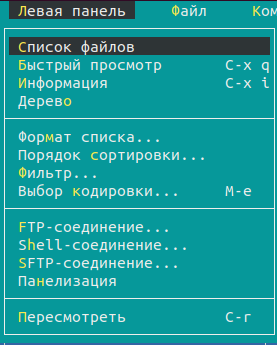 Левая панель Файл Ком
Список файлов
Быстрый просмотр C-x q
Информация C-x i
Дерево
Формат списка...
Порядок сортировки...
Фильтр...
Выбор кодировки... M-e
FTP-соединение...
Shell-соединение...
SFTP-соединение...
Панелизация
Пересмотреть C-r